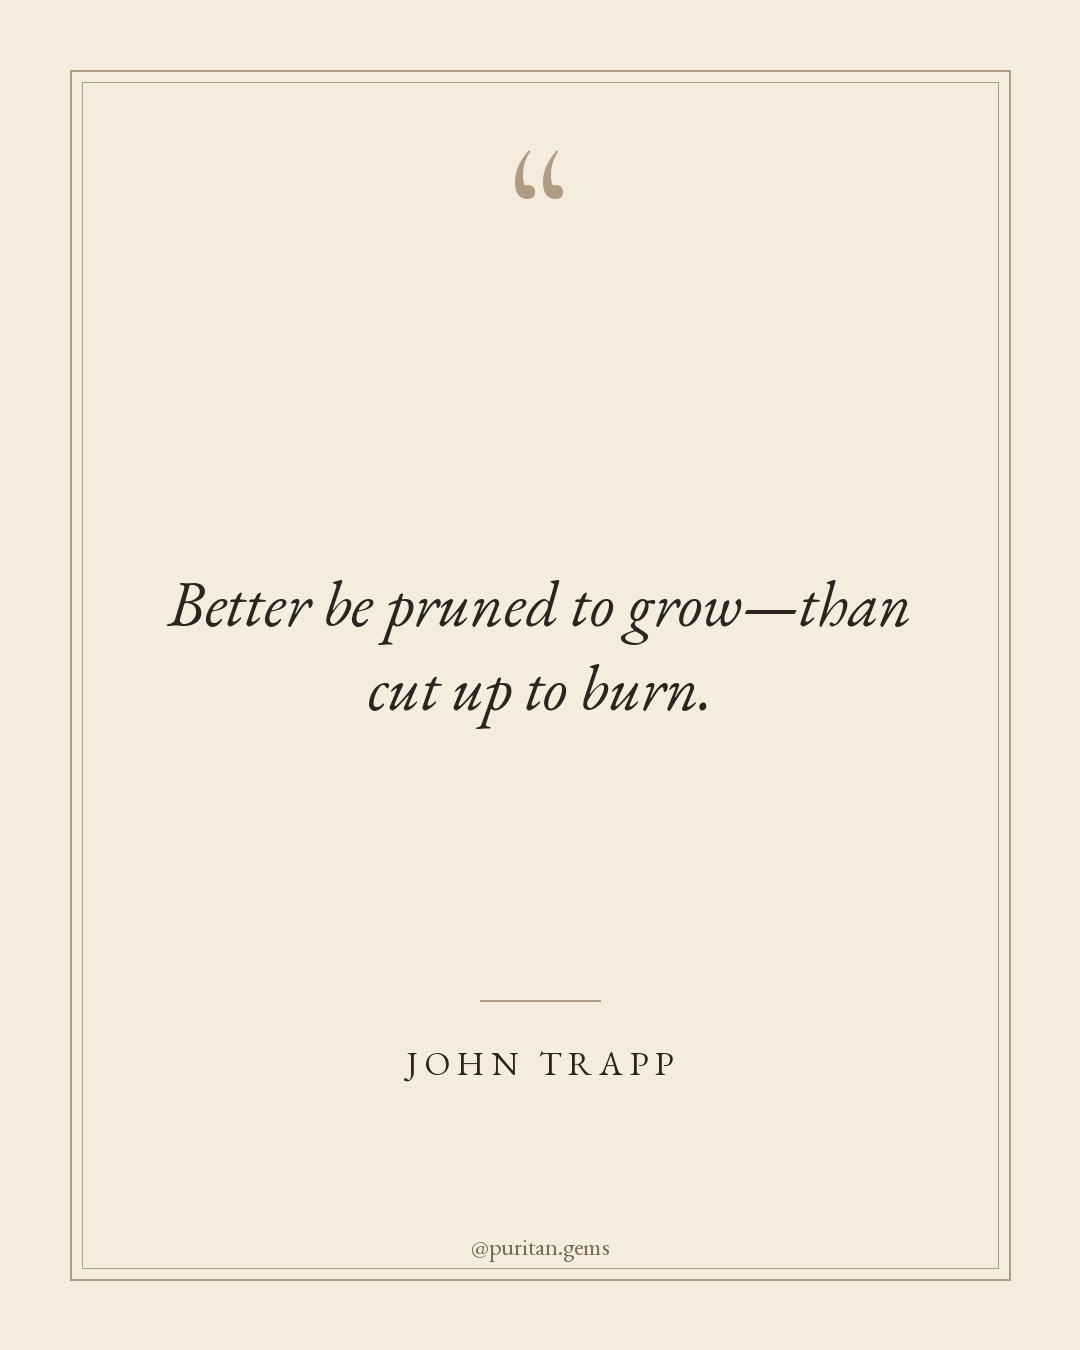 “
Better be pruned to grow—than
cut up to burn.
JOHN TRAPP
@puritan.gems